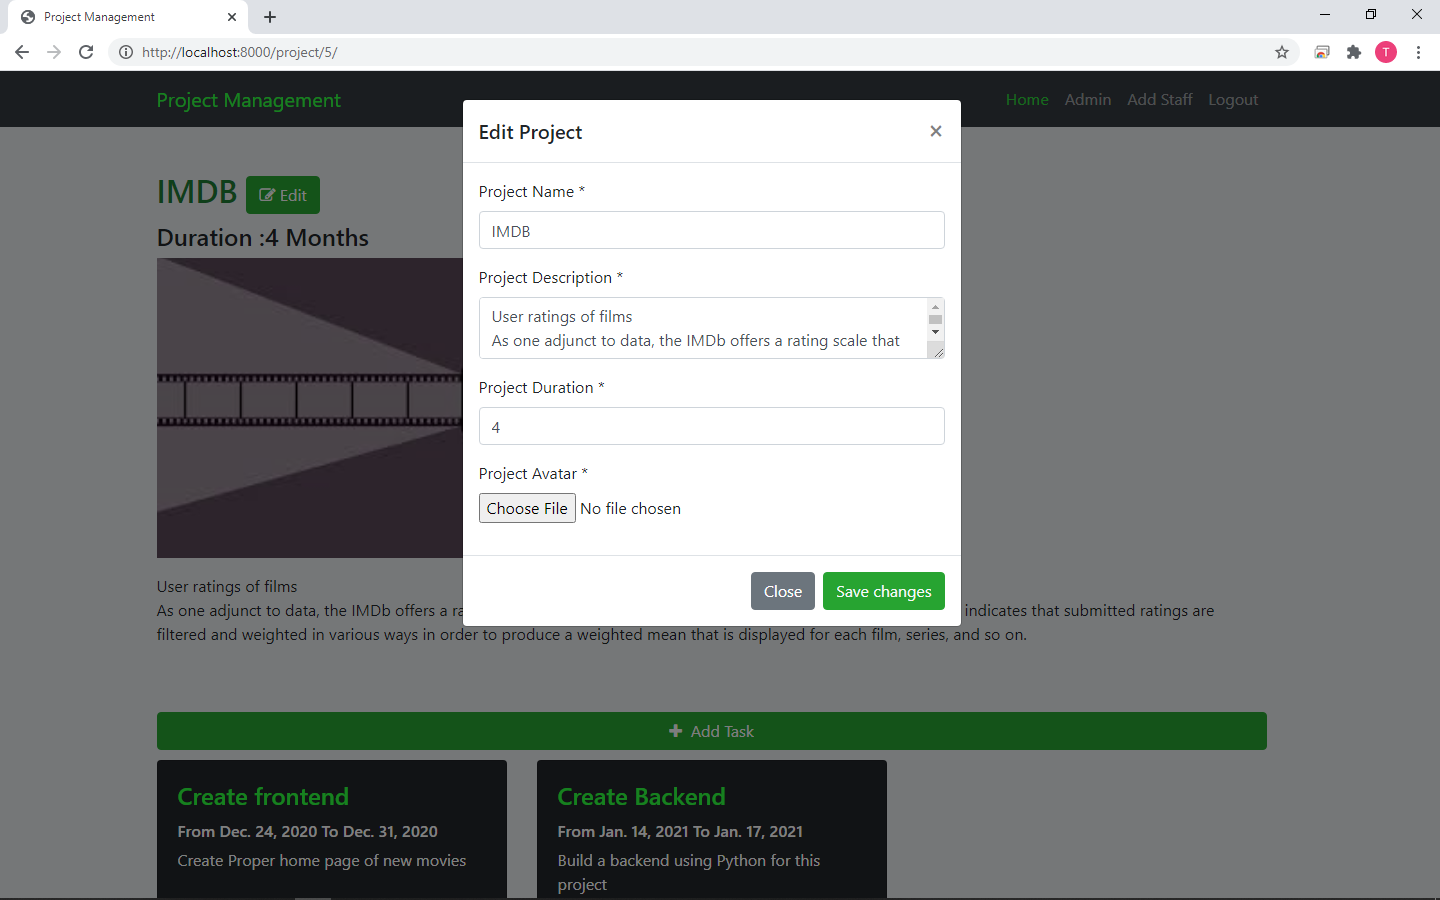 Project Management
http://localhost:8000/project/5/
T
Project Management
Home Admin Add Staff Logout
Edit Project
×
IMDB Edit
Duration :4 Months
Project Name *
IMDB
Project Description *
User ratings of films
As one adjunct to data, the IMDb offers a rating scale that
Project Duration *
4
Project Avatar *
Choose File No file chosen
Close Save changes
User ratings of films
As one adjunct to data, the IMDb offers a ra indicates that submitted ratings are
filtered and weighted in various ways in order to produce a weighted mean that is displayed for each film, series, and so on.
Add Task
Create frontend
From Dec. 24, 2020 To Dec. 31, 2020
Create Proper home page of new movies
Create Backend
From Jan. 14, 2021 To Jan. 17, 2021
Build a backend using Python for this
project